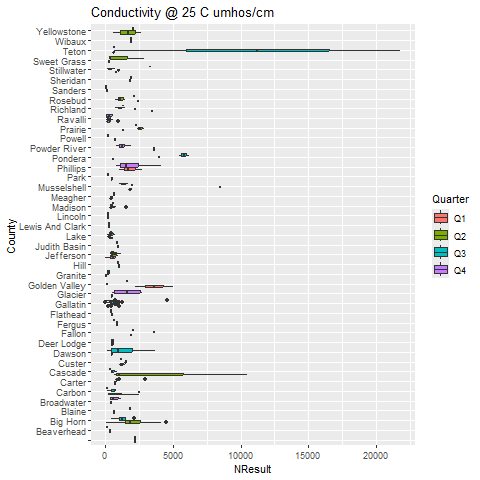 Conductivity @ 25 C umhos/cm
County
Yellowstone
Wibaux
Teton
Sweet Grass
Stillwater
Sheridan
Sanders
Rosebud
Richland
Ravalli
Prairie
Powell
Powder River
Pondera
Phillips
Park
Musselshell
Meagher
Madison
Lincoln
Lewis And Clark
Lake
Judith Basin
Jefferson
Hill
Granite
Golden Valley
Glacier
Gallatin
Flathead
Fergus
Fallon
Deer Lodge
Dawson
Custer
Cascade
Carter
Carbon
Broadwater
Blaine
Big Horn
Beaverhead
0 5000 10000 15000 20000
NResult
Quarter
Q1
Q2
Q3
Q4